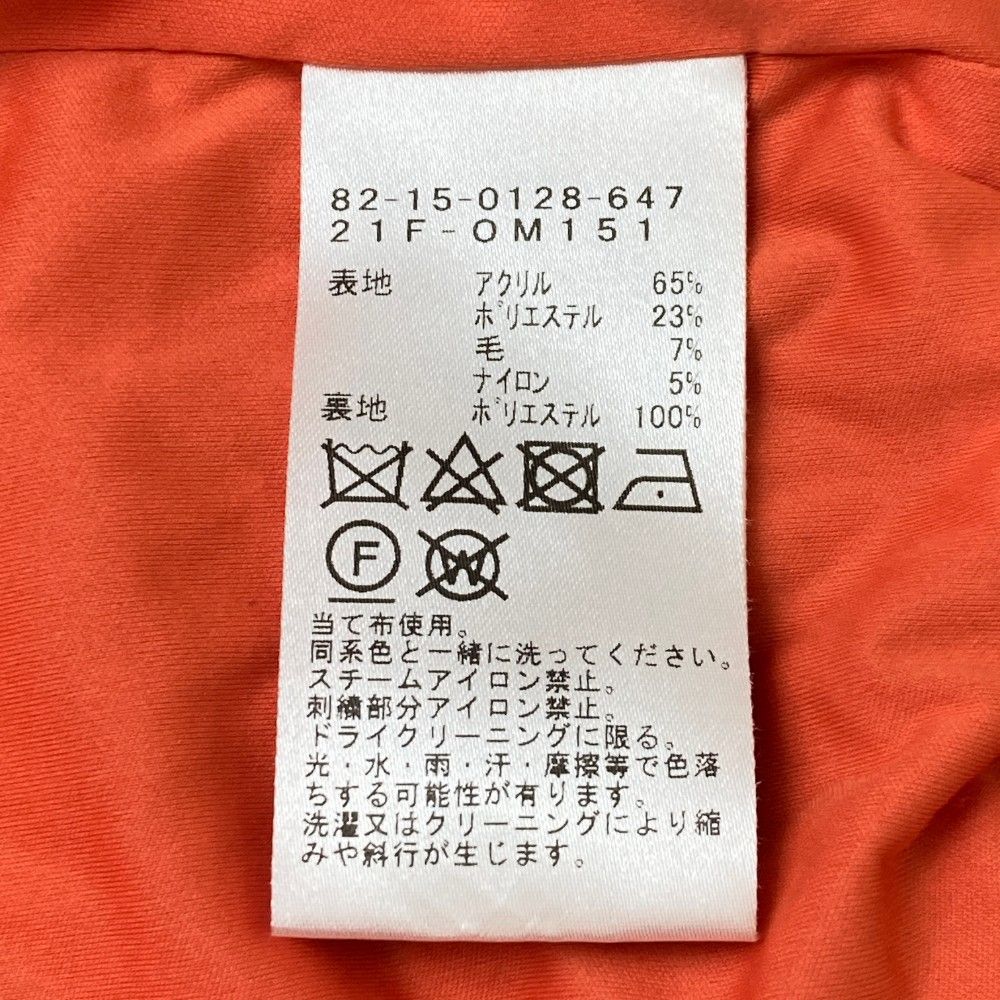 82-15-0128-647
21F-OM151
表地 アクリル 65%
ポリエステル 23%
毛 7%
ナイロン 5%
裏地 ポリエステル 100%
F W
当て布使用。
同系色と一緒に洗ってください。
スチームアイロン禁止。
刺繍部分アイロン禁止。
ドライクリーニングに限る。
光・水・雨・汗・摩擦等で色落
ちする可能性が有ります。
洗濯又はクリーニングにより縮
みや斜行が生じます。